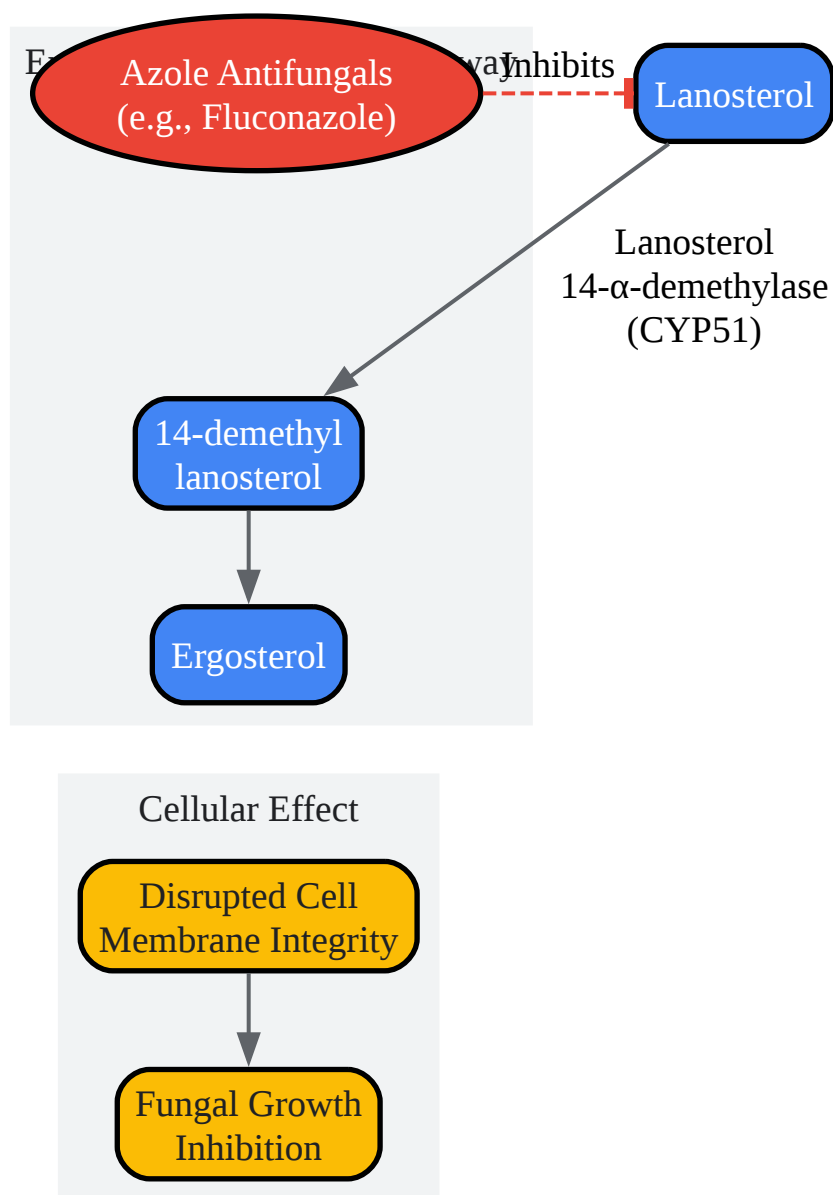 Azole Antifungals
(e.g., Fluconazole)
Inhibits
Lanosterol
Lanosterol
14-α-demethylase
(CYP51)
14-demethyl
lanosterol
Ergosterol
Cellular Effect
Disrupted Cell
Membrane Integrity
Fungal Growth
Inhibition